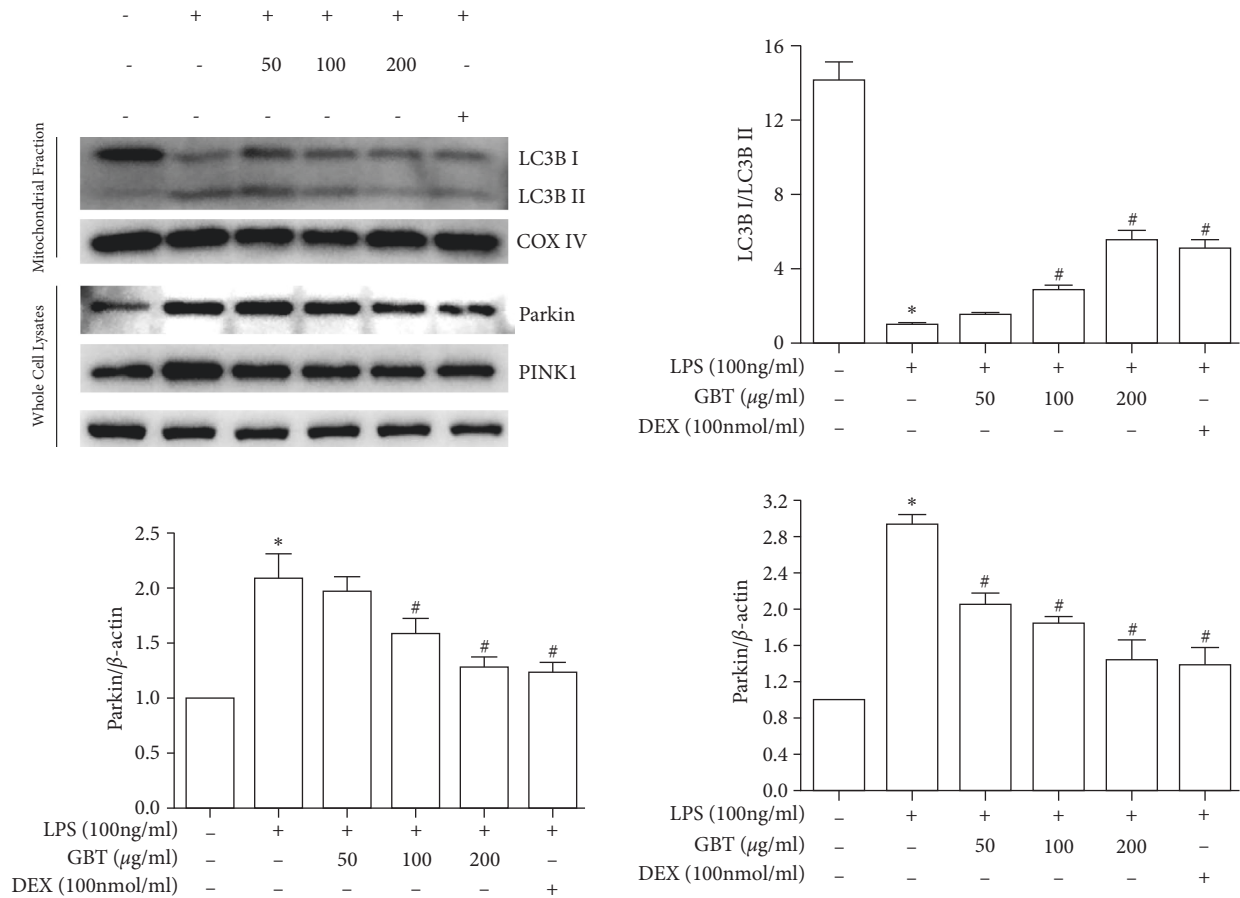 - + + + + +
- - 50 100 200 -
- - - - - +
Mitochondrial Fraction
LC3B I
LC3B II
COX IV
Whole Cell Lysates
Parkin
PINK1
16
12
8
4
0
LC3B I/LC3B II
*
#
#
#
LPS (100ng/ml) – + + + + +
GBT (μg/ml) – – 50 100 200 –
DEX (100nmol/ml) – – – – – +
2.5
2.0
1.5
1.0
0.5
0.0
Parkin/β-actin
*
#
#
#
LPS (100ng/ml) – + + + + +
GBT (μg/ml) – – 50 100 200 –
DEX (100nmol/ml) – – – – – +
3.2
2.8
2.4
2.0
1.6
1.2
0.8
0.4
0.0
Parkin/β-actin
*
#
#
#
#
LPS (100ng/ml) – + + + + +
GBT (μg/ml) – – 50 100 200 –
DEX (100nmol/ml) – – – – – +